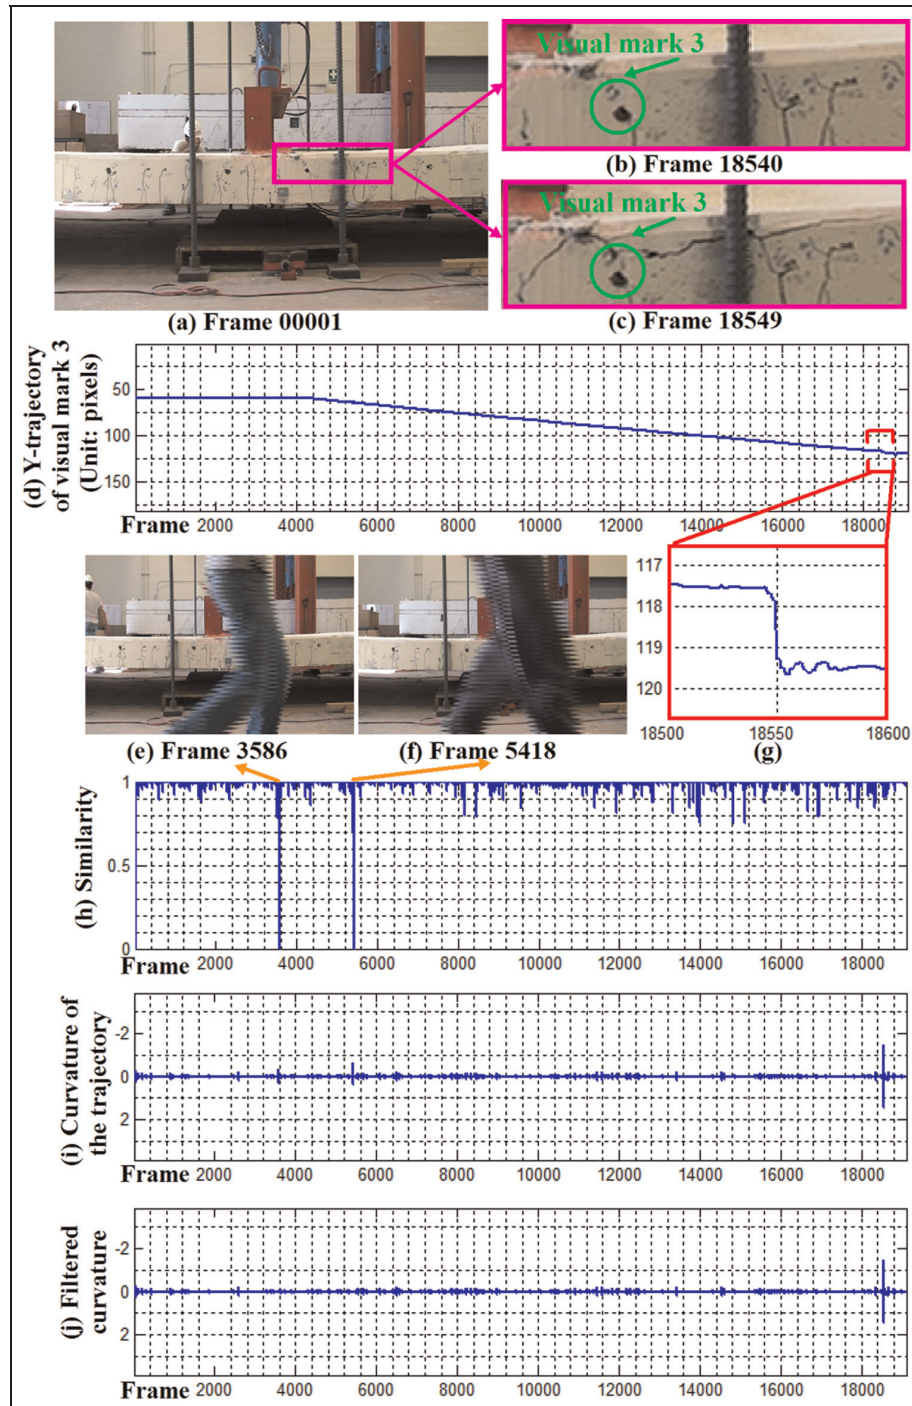 Visual mark 3
(b) Frame 18540
Visual mark 3
(a) Frame 00001
(c) Frame 18549
(d) Y-trajectory
of visual mark 3
(Unit: pixels)
50
100
150
Frame 2000 4000 6000 8000 10000 12000 14000 16000 18000
117
118
119
120
18500 18550 18600
(e) Frame 3586
(f) Frame 5418
(g)
(h) Similarity
1
0.5
0
Frame 2000 4000 6000 8000 10000 12000 14000 16000 18000
(i) Curvature of
the trajectory
-2
0
2
Frame 2000 4000 6000 8000 10000 12000 14000 16000 18000
(j) Filtered
curvature
-2
0
2
Frame 2000 4000 6000 8000 10000 12000 14000 16000 18000